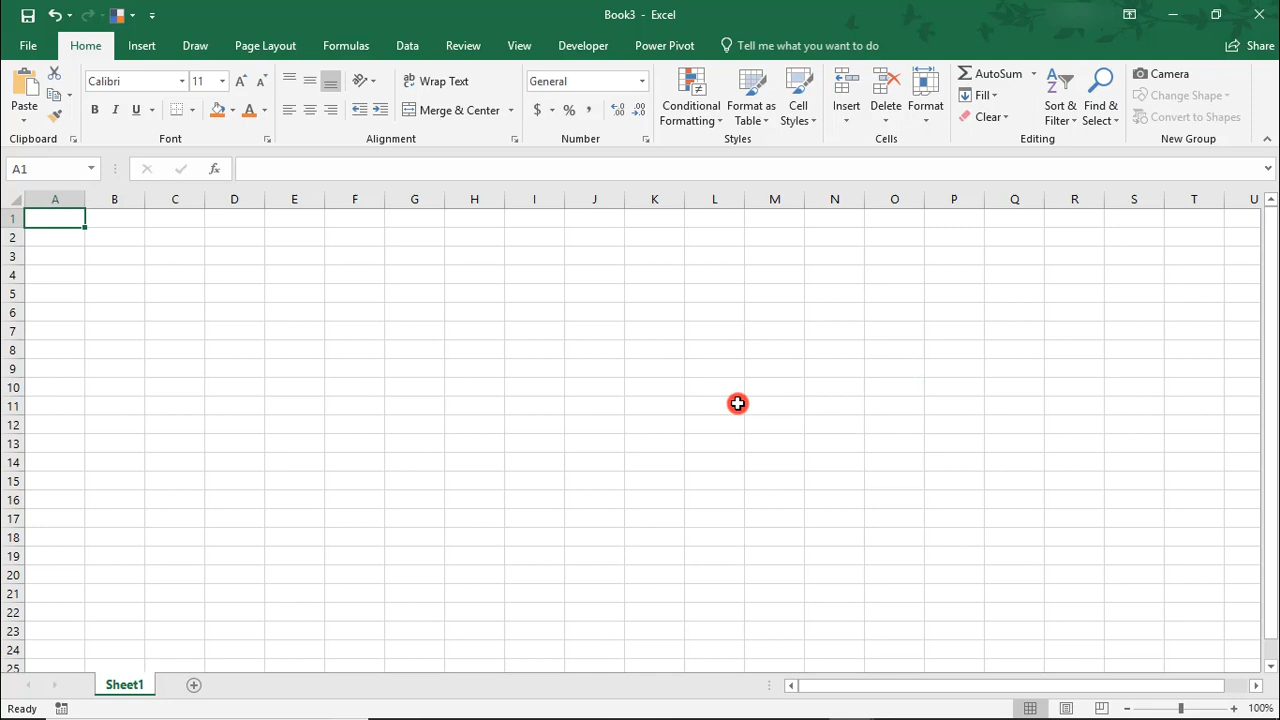 Book3 - Excel
File Home Insert Draw Page Layout Formulas Data Review View Developer Power Pivot Tell me what you want to do Share
Paste
Calibri 11
Wrap Text
Merge & Center
General
$ % ,
Conditional Formatting
Format as Table
Cell Styles
Insert
Delete
Format
AutoSum
Fill
Clear
Sort & Filter
Find & Select
Camera
Change Shape
Convert to Shapes
Clipboard Font Alignment Number Styles Cells Editing New Group
A1 fx
A B C D E F G H I J K L M N O P Q R S T U
1
2
3
4
5
6
7
8
9
10
11
12
13
14
15
16
17
18
19
20
21
22
23
24
25
Sheet1
Ready 100%